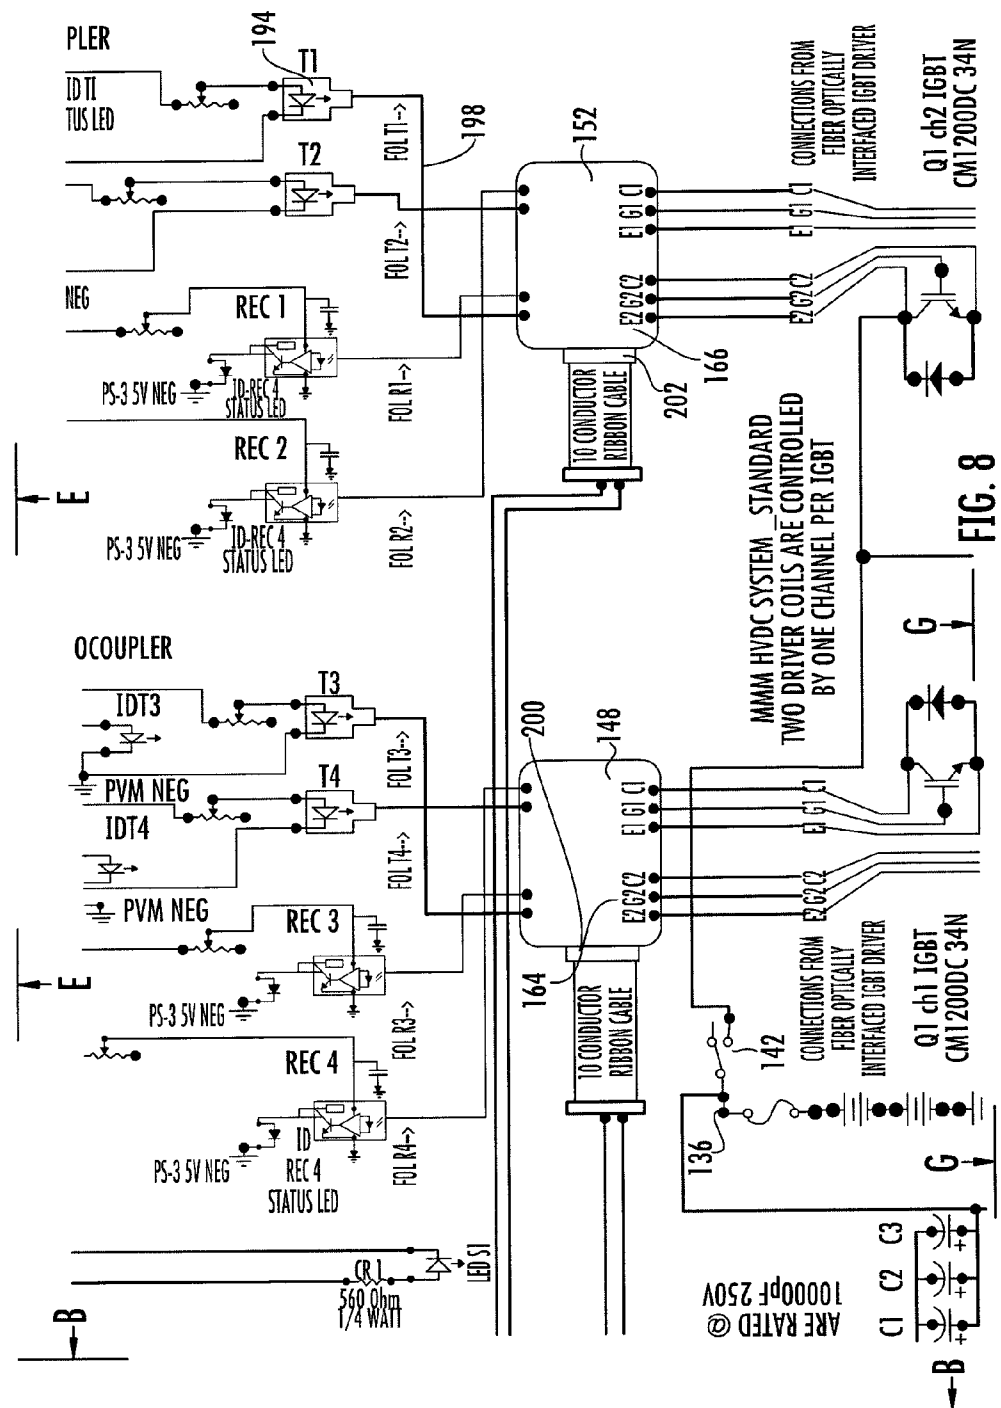 PLER
ID TI
TUS LED
194
T1
FOL T1-->
198
T2
FOL T2-->
NEG
REC 1
PS-3 5V NEG
ID-REC 4
STATUS LED
FOL R1-->
REC 2
PS-3 5V NEG
ID-REC 4
STATUS LED
FOL R2-->
E
152
E2 G2 C2 E1 G1 C1
166
202
10 CONDUCTOR
RIBBON CABLE
CONNECTIONS FROM
FIBER OPTICALLY
INTERFACED IGBT DRIVER
Q1 ch2 IGBT
CM1200DC 34N
E2 G2 C2 E1 G1 C1
MMM HVDC SYSTEM_STANDARD
TWO DRIVER COILS ARE CONTROLLED
BY ONE CHANNEL PER IGBT
FIG. 8
G
OCOUPLER
IDT3
PVM NEG
IDT4
PVM NEG
T3
FOL T3-->
T4
FOL T4-->
REC 3
PS-3 5V NEG
FOL R3-->
REC 4
PS-3 5V NEG
ID
REC 4
STATUS LED
FOL R4-->
E
200
148
E2 G2 C2 E1 G1 C1
164
10 CONDUCTOR
RIBBON CABLE
E2 G2 C2 E1 G1 C1
CONNECTIONS FROM
FIBER OPTICALLY
INTERFACED IGBT DRIVER
Q1 ch1 IGBT
CM1200DC 34N
142
136
G
CR 1
560 Ohm
1/4 WATT
LED S1
B
ARE RATED @
10000pF 250V
C1 C2 C3
+ + +
B